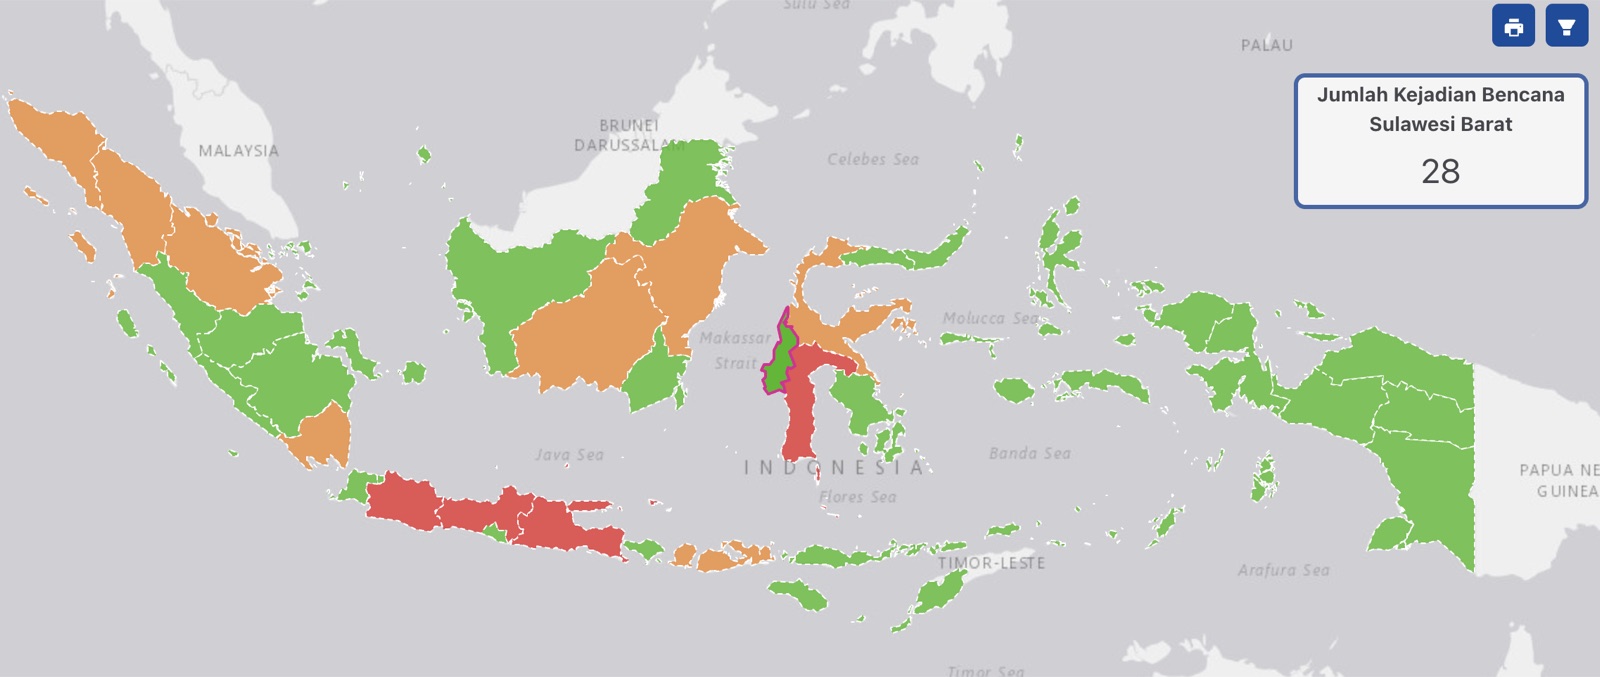 Sulu Sea
PALAU
Jumlah Kejadian Bencana
Sulawesi Barat
28
BRUNEI
DARUSSALAM
MALAYSIA
Celebes Sea
Molucca Sea
Makassar
Strait
Java Sea
Banda Sea
INDONESIA
PAPUA NE
GUINEA
Flores Sea
TIMOR-LESTE
Arafura Sea
Timor Sea